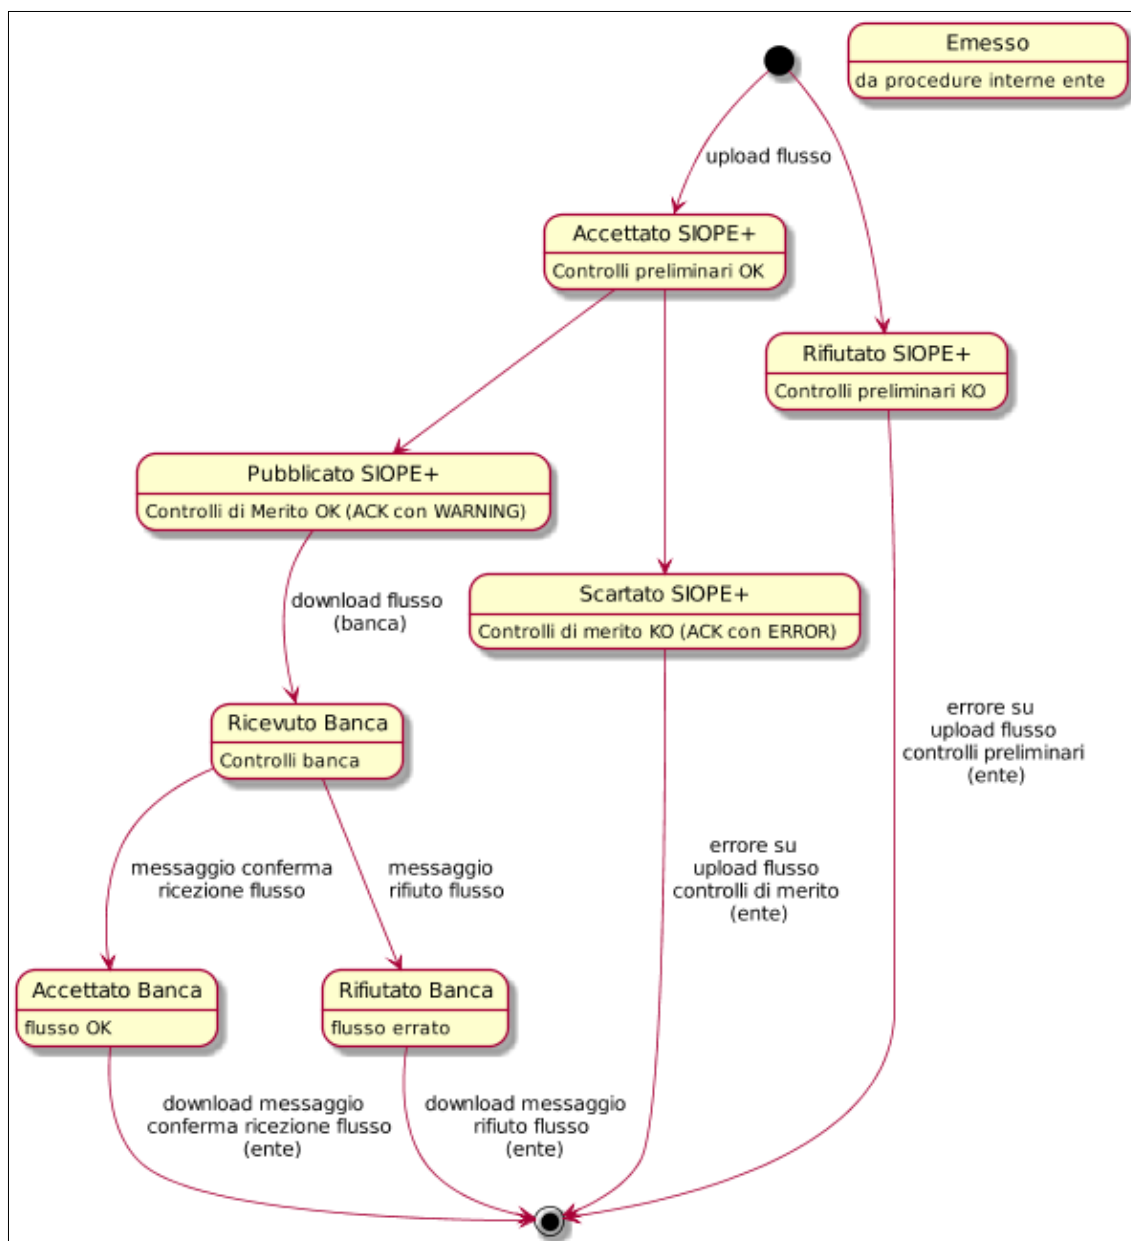 Emesso
da procedure interne ente
upload flusso
Accettato SIOPE+
Controlli preliminari OK
Rifiutato SIOPE+
Controlli preliminari KO
Pubblicato SIOPE+
Controlli di Merito OK (ACK con WARNING)
Scartato SIOPE+
Controlli di merito KO (ACK con ERROR)
download flusso
(banca)
Ricevuto Banca
Controlli banca
errore su
upload flusso
controlli preliminari
(ente)
messaggio conferma
ricezione flusso
messaggio
rifiuto flusso
errore su
upload flusso
controlli di merito
(ente)
Accettato Banca
flusso OK
Rifiutato Banca
flusso errato
download messaggio
conferma ricezione flusso
(ente)
download messaggio
rifiuto flusso
(ente)